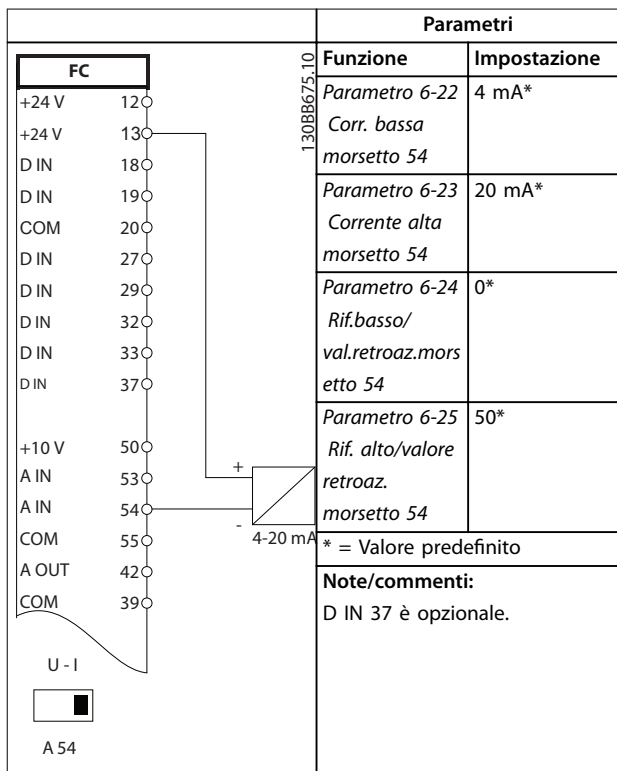 Parametri
FC
130BB675.10
Funzione Impostazione
+24 V 12
+24 V 13
D IN 18
D IN 19
COM 20
D IN 27
D IN 29
D IN 32
D IN 33
D IN 37
+10 V 50
A IN 53
A IN 54
COM 55
A OUT 42
COM 39
+
-
4-20 mA
U - I
A 54
Parametro 6-22 4 mA*
Corr. bassa
morsetto 54
Parametro 6-23 20 mA*
Corrente alta
morsetto 54
Parametro 6-24 0*
Rif.basso/
val.retroaz.mors
etto 54
Parametro 6-25 50*
Rif. alto/valore
retroaz.
morsetto 54
* = Valore predefinito
Note/commenti:
D IN 37 è opzionale.